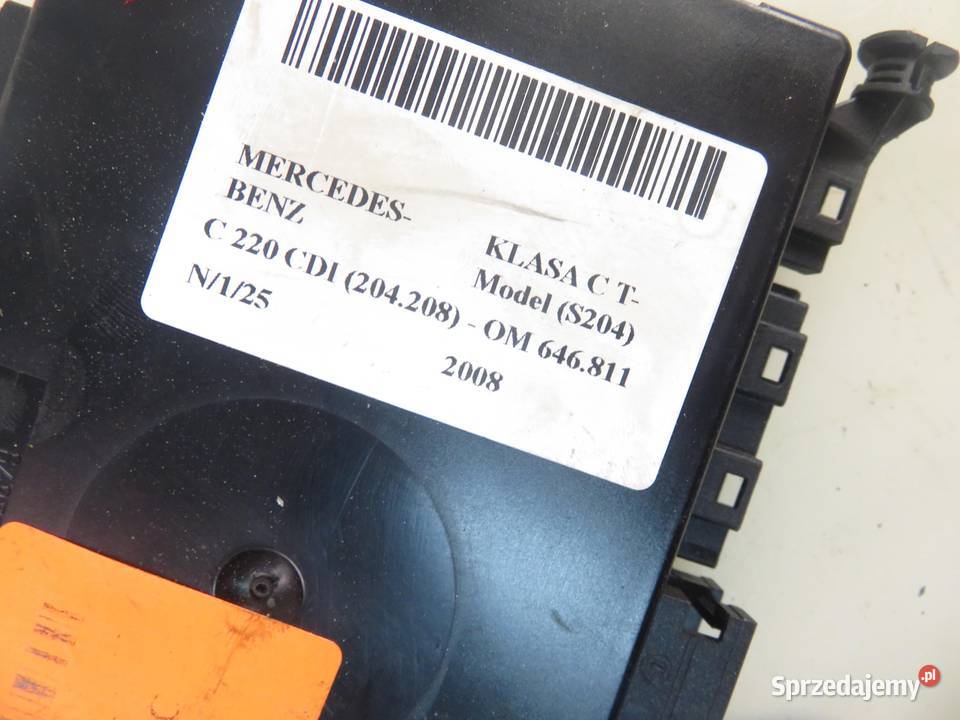 MERCEDES-
BENZ
KLASA C T-
Model (S204)
C 220 CDI (204.208) - OM 646.811
N/1/25
2008
Sprzedajemy.pl